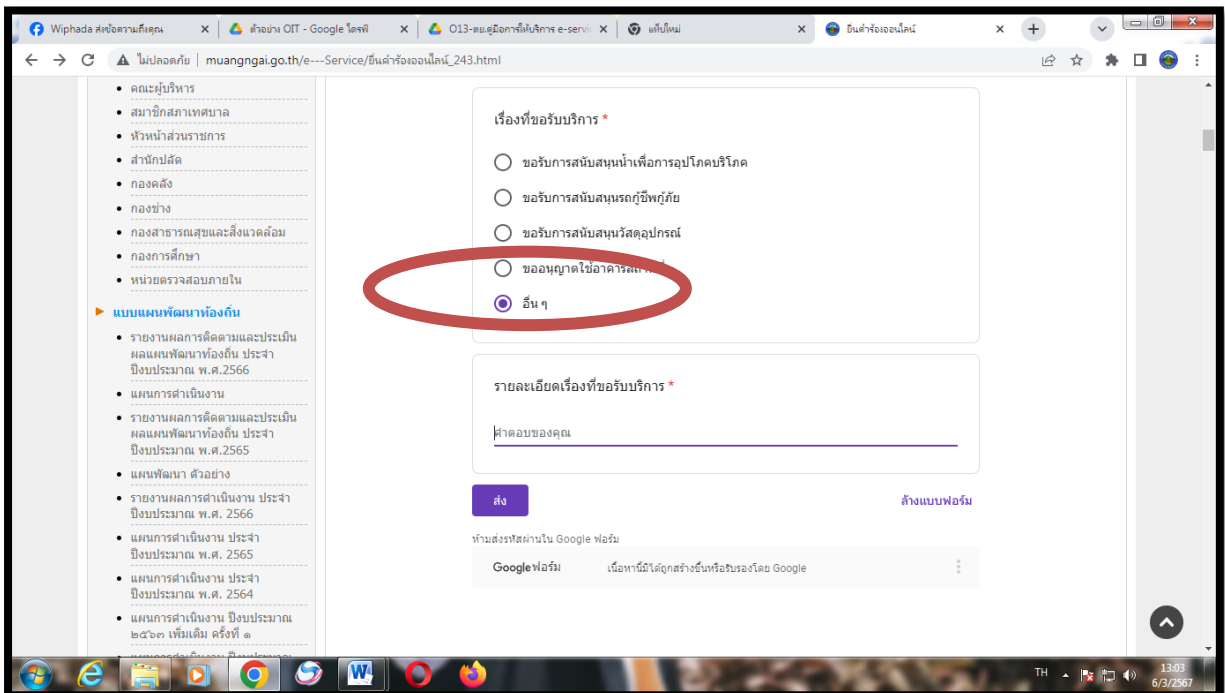 Wiphada ส่งข้อความถึงคุณ
ตัวอย่าง OIT - Google ไดรฟ์
O13-ตย.คู่มือการให้บริการ e-servic
แท็บใหม่
ยื่นคำร้องออนไลน์
ไม่ปลอดภัย | muangngai.go.th/e---Service/ยื่นคำร้องออนไลน์_243.html
คณะผู้บริหาร
สมาชิกสภาเทศบาล
หัวหน้าส่วนราชการ
สำนักปลัด
กองคลัง
กองช่าง
กองสาธารณสุขและสิ่งแวดล้อม
กองการศึกษา
หน่วยตรวจสอบภายใน
แบบแผนพัฒนาท้องถิ่น
รายงานผลการติดตามและประเมิน
ผลแผนพัฒนาท้องถิ่น ประจำ
ปีงบประมาณ พ.ศ.2566
แผนการดำเนินงาน
รายงานผลการติดตามและประเมิน
ผลแผนพัฒนาท้องถิ่น ประจำ
ปีงบประมาณ พ.ศ.2565
แผนพัฒนา ตัวอย่าง
รายงานผลการดำเนินงาน ประจำ
ปีงบประมาณ พ.ศ. 2566
แผนการดำเนินงาน ประจำ
ปีงบประมาณ พ.ศ. 2565
แผนการดำเนินงาน ประจำ
ปีงบประมาณ พ.ศ. 2564
แผนการดำเนินงาน ปีงบประมาณ
๒๕๖๓ เพิ่มเติม ครั้งที่ ๑
เรื่องที่ขอรับบริการ *
ขอรับการสนับสนุนน้ำเพื่อการอุปโภคบริโภค
ขอรับการสนับสนุนรถกู้ชีพกู้ภัย
ขอรับการสนับสนุนวัสดุอุปกรณ์
ขออนุญาตใช้อาคารสถานที่
อื่น ๆ
รายละเอียดเรื่องที่ขอรับบริการ *
คำตอบของคุณ
ส่ง
ล้างแบบฟอร์ม
ห้ามส่งรหัสผ่านใน Google ฟอร์ม
Google ฟอร์ม เนื้อหานี้มิได้ถูกสร้างขึ้นหรือรับรองโดย Google
TH
13:03
6/3/2567